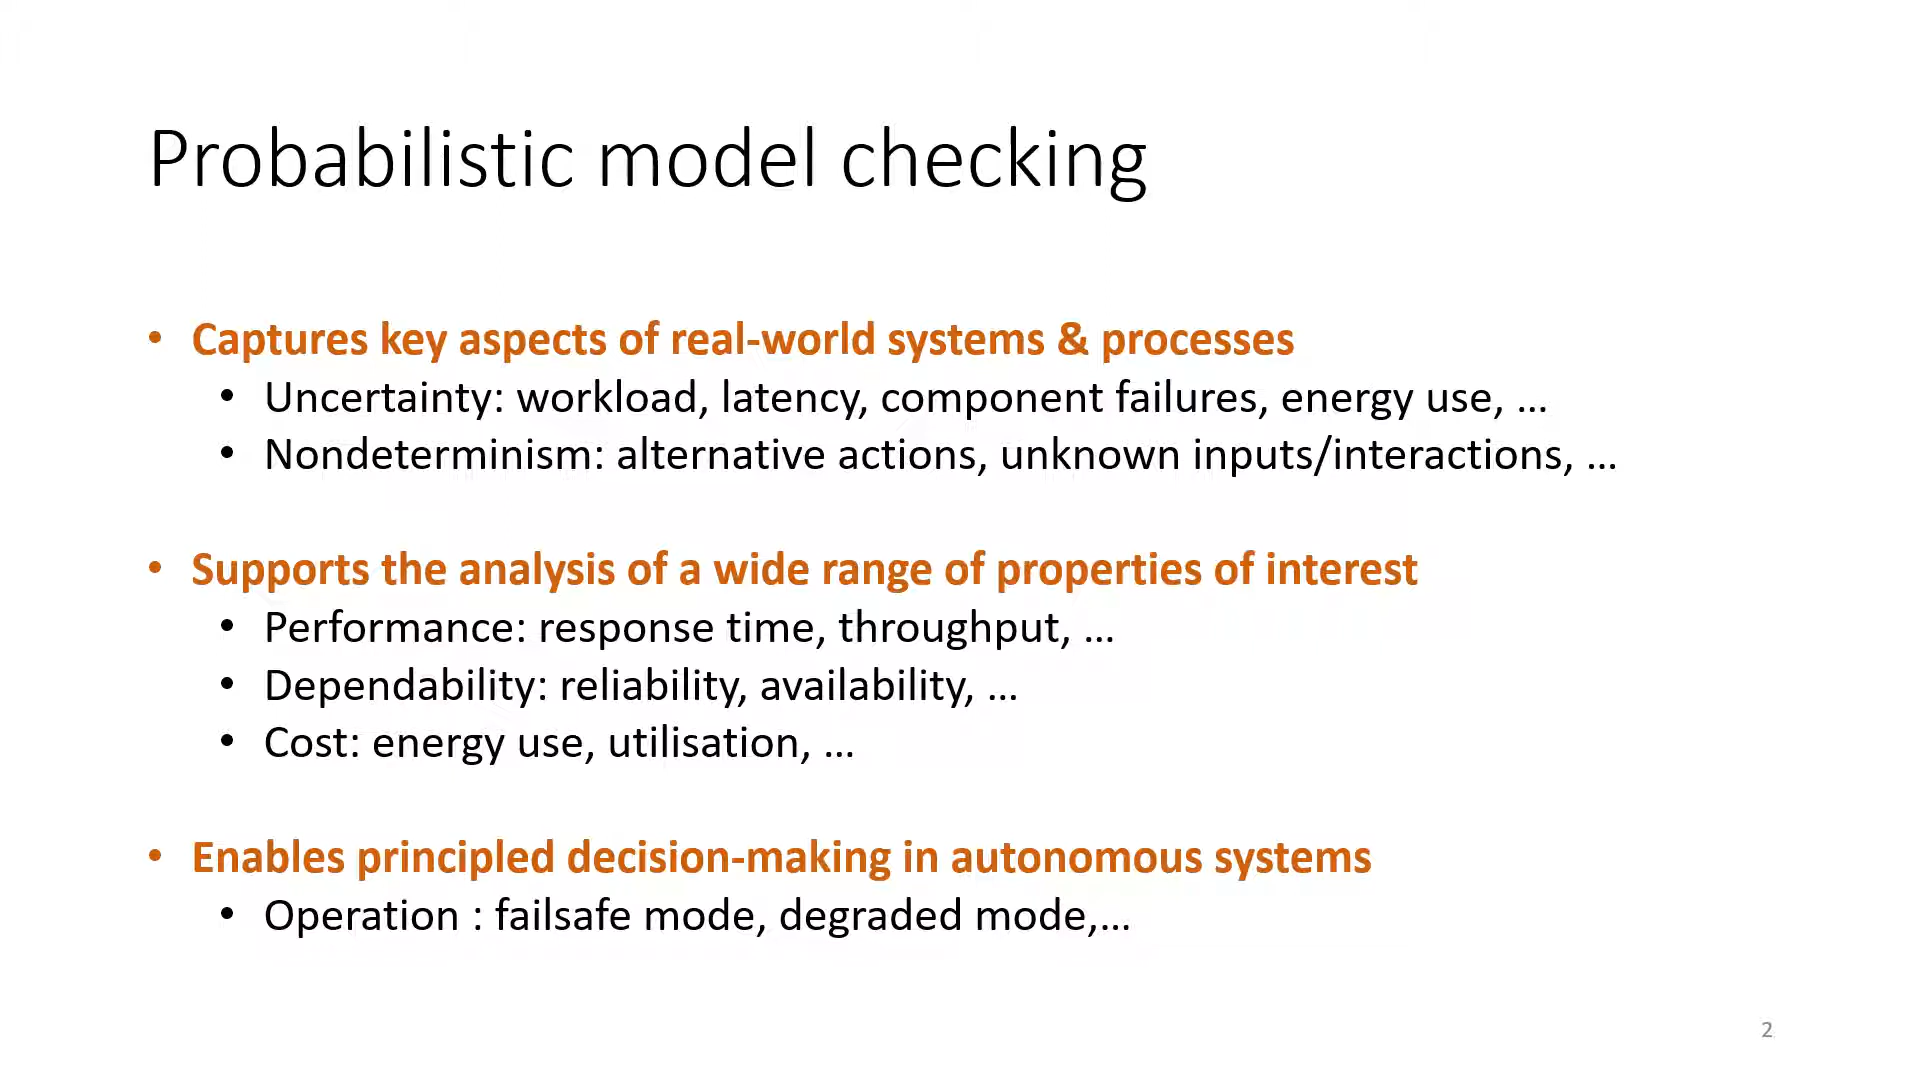 Probabilistic model checking
• Captures key aspects of real-world systems & processes
• Uncertainty: workload, latency, component failures, energy use, ...
• Nondeterminism: alternative actions, unknown inputs/interactions, ...
• Supports the analysis of a wide range of properties of interest
• Performance: response time, throughput, ...
• Dependability: reliability, availability, ...
• Cost: energy use, utilisation, ...
• Enables principled decision-making in autonomous systems
• Operation : failsafe mode, degraded mode,...
2